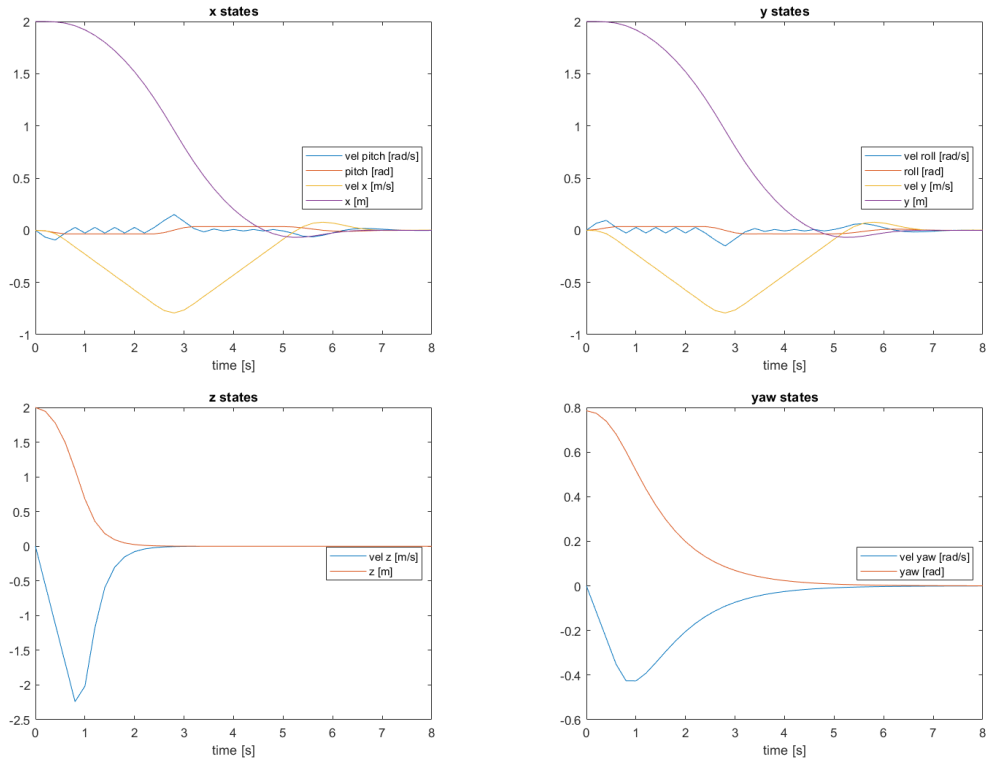 x states
2
1.5
1
0.5
0
-0.5
-1
0 1 2 3 4 5 6 7 8
time [s]
vel pitch [rad/s]
pitch [rad]
vel x [m/s]
x [m]
y states
2
1.5
1
0.5
0
-0.5
-1
0 1 2 3 4 5 6 7 8
time [s]
vel roll [rad/s]
roll [rad]
vel y [m/s]
y [m]
z states
2
1.5
1
0.5
0
-0.5
-1
-1.5
-2
-2.5
0 1 2 3 4 5 6 7 8
time [s]
vel z [m/s]
z [m]
yaw states
0.8
0.6
0.4
0.2
0
-0.2
-0.4
-0.6
0 1 2 3 4 5 6 7 8
time [s]
vel yaw [rad/s]
yaw [rad]